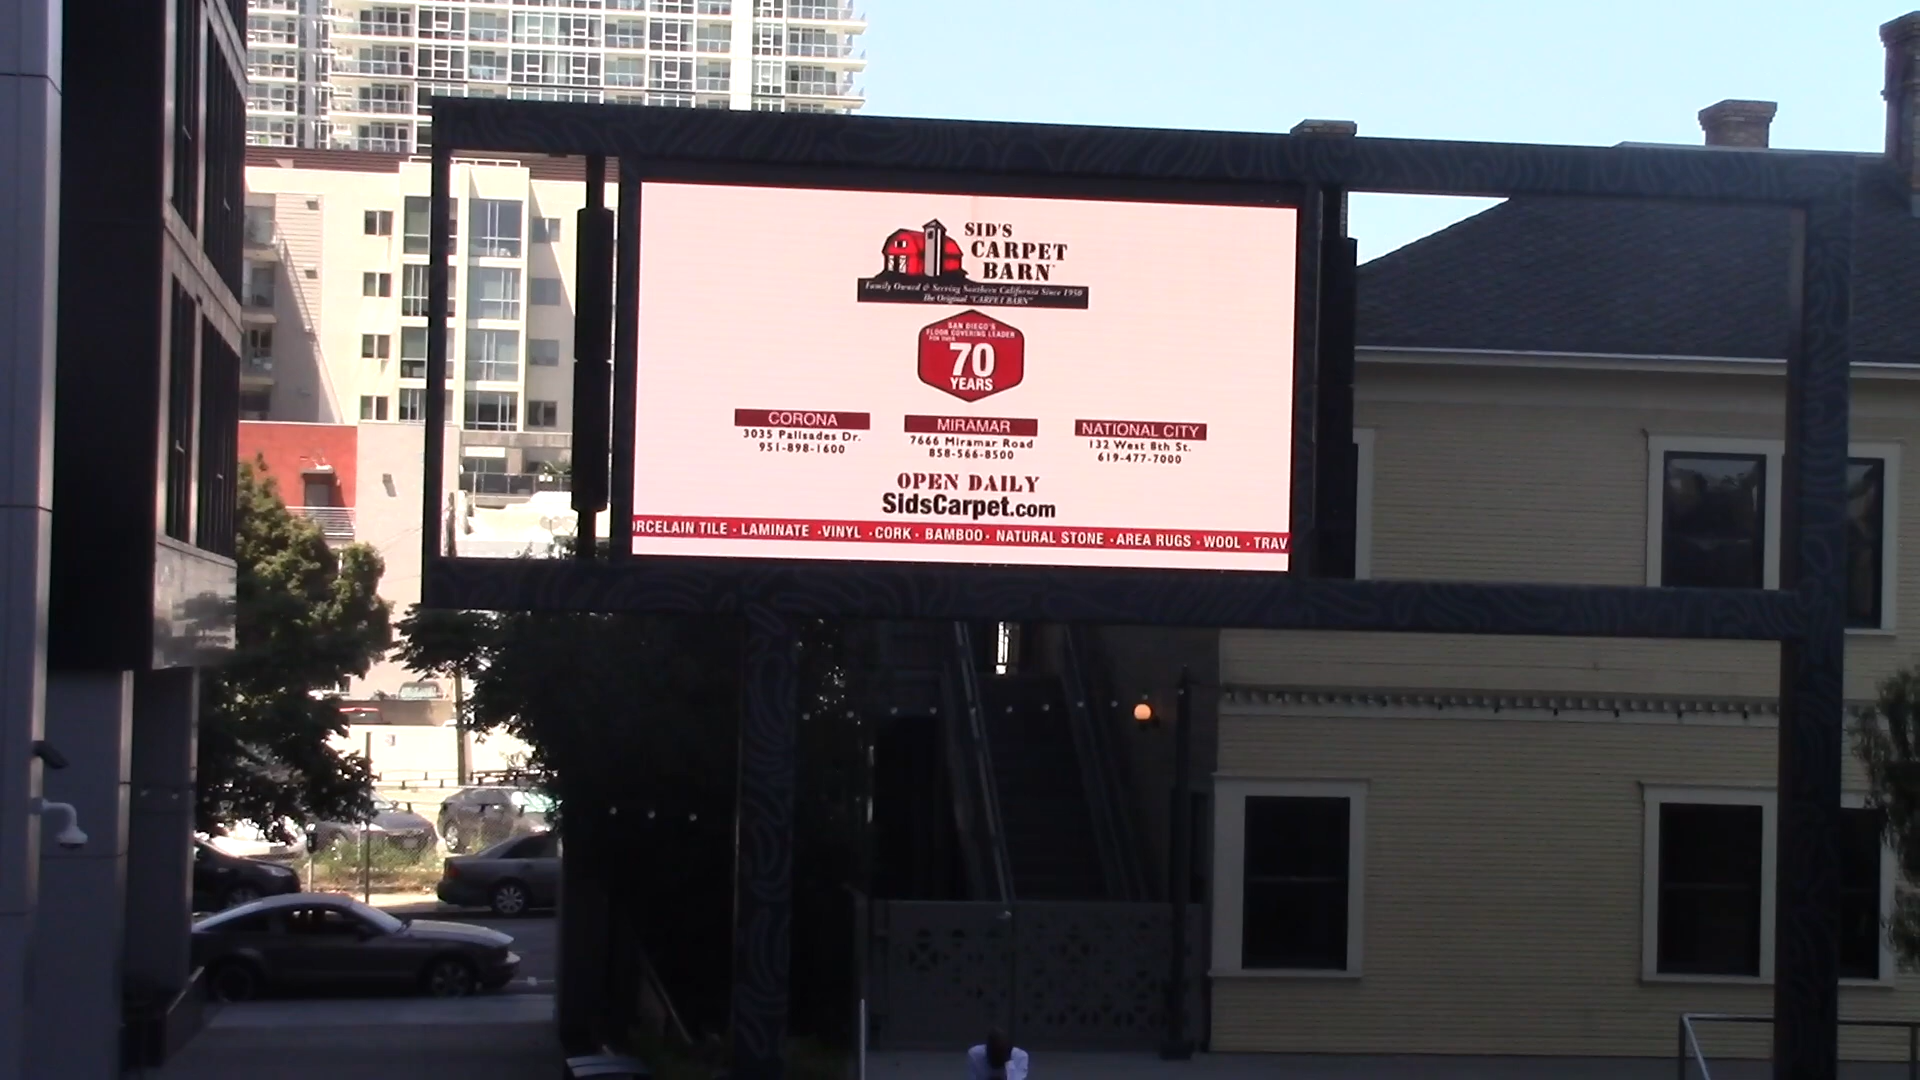 SID'S
CARPET
BARN
Family Owned & Serving Southern California Since 1950
The Original "CARPET BARN"
SAN DIEGO'S
FLOOR COVERING LEADER
FOR OVER
70
YEARS
CORONA
3035 Palisades Dr.
951-898-1600
MIRAMAR
7666 Miramar Road
858-566-8500
NATIONAL CITY
132 West 8th St.
619-477-7000
OPEN DAILY
SidsCarpet.com
ORCELAIN TILE · LAMINATE · VINYL · CORK · BAMBOO · NATURAL STONE · AREA RUGS · WOOL · TRAV